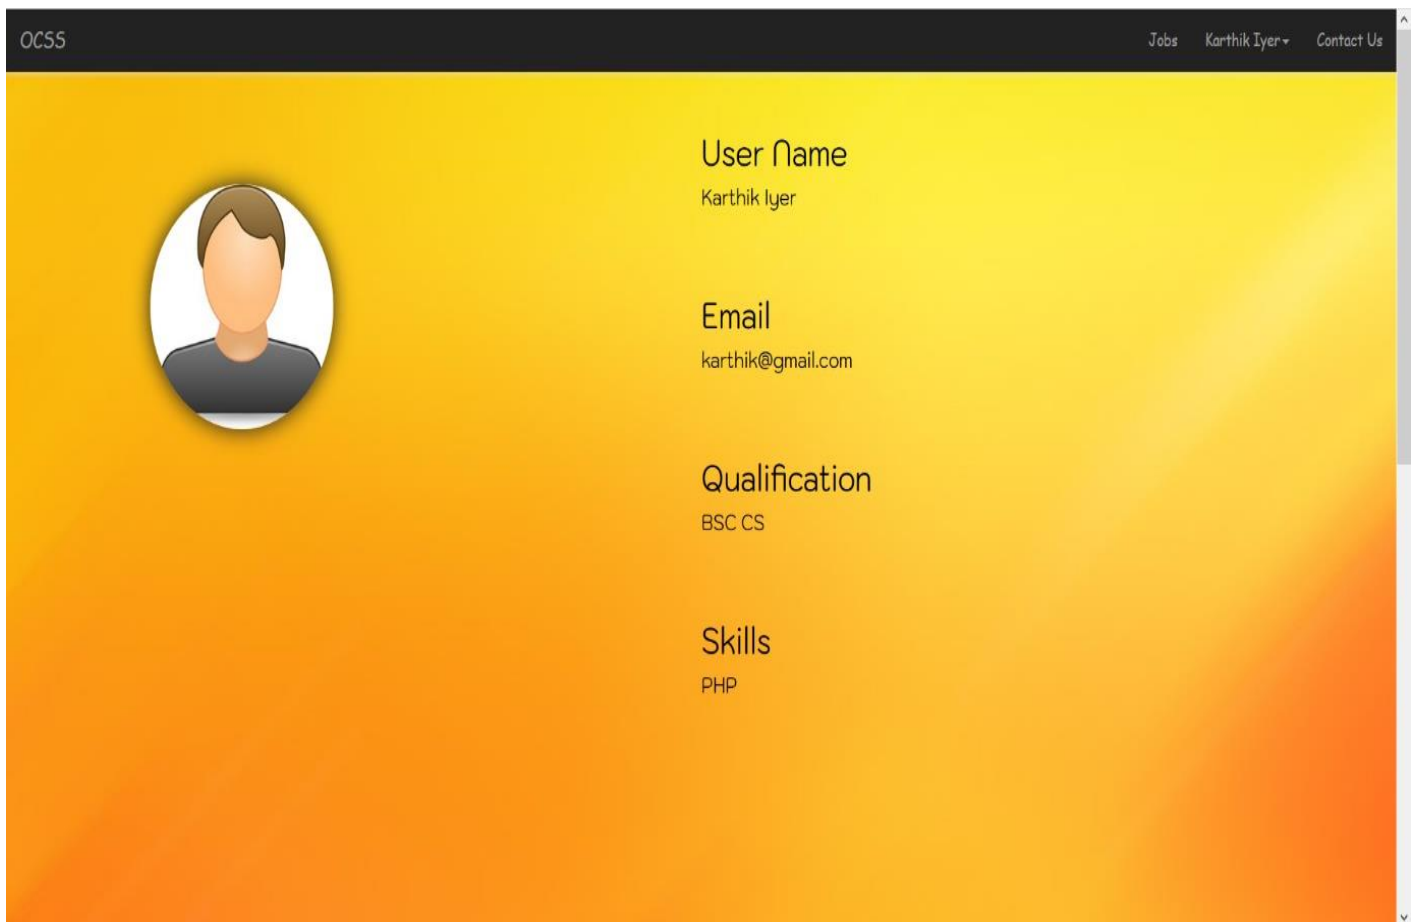 OCSS Jobs Karthik Iyer Contact Us
User Name
Karthik Iyer
Email
karthik@gmail.com
Qualification
BSC CS
Skills
PHP